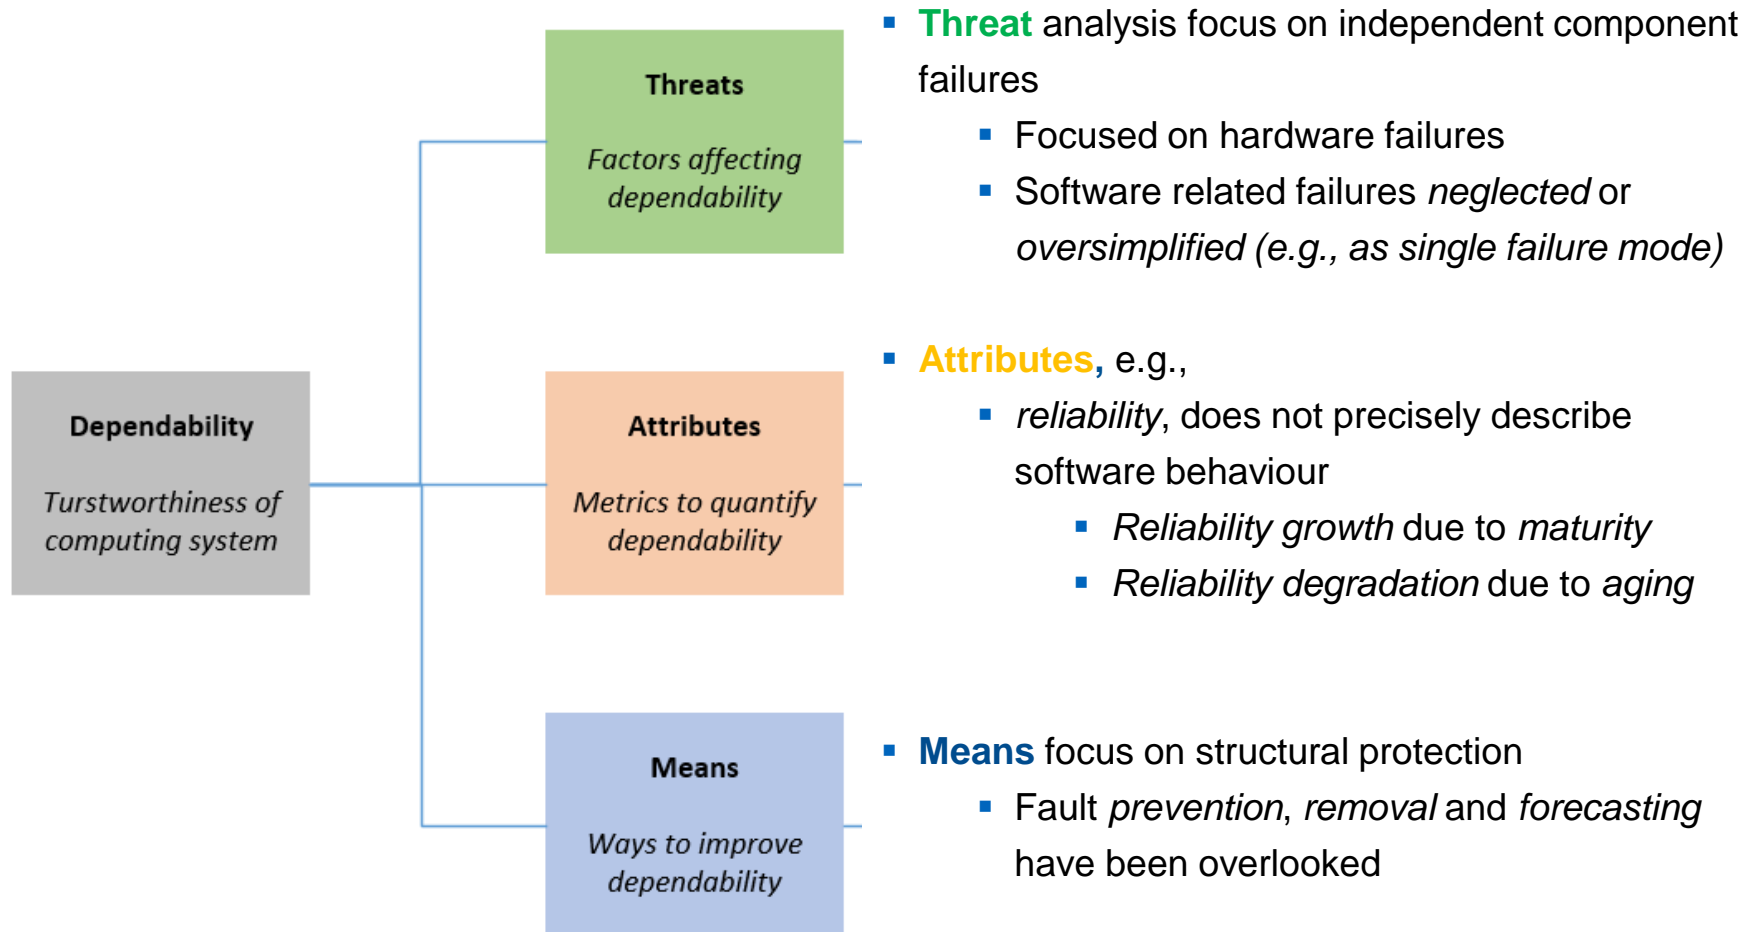 Threats
Factors affecting
dependability
Dependability
Turstworthiness of
computing system
Attributes
Metrics to quantify
dependability
Means
Ways to improve
dependability
▪ Threat analysis focus on independent component
failures
▪ Focused on hardware failures
▪ Software related failures neglected or
oversimplified (e.g., as single failure mode)
▪ Attributes, e.g.,
▪ reliability, does not precisely describe
software behaviour
▪ Reliability growth due to maturity
▪ Reliability degradation due to aging
▪ Means focus on structural protection
▪ Fault prevention, removal and forecasting
have been overlooked